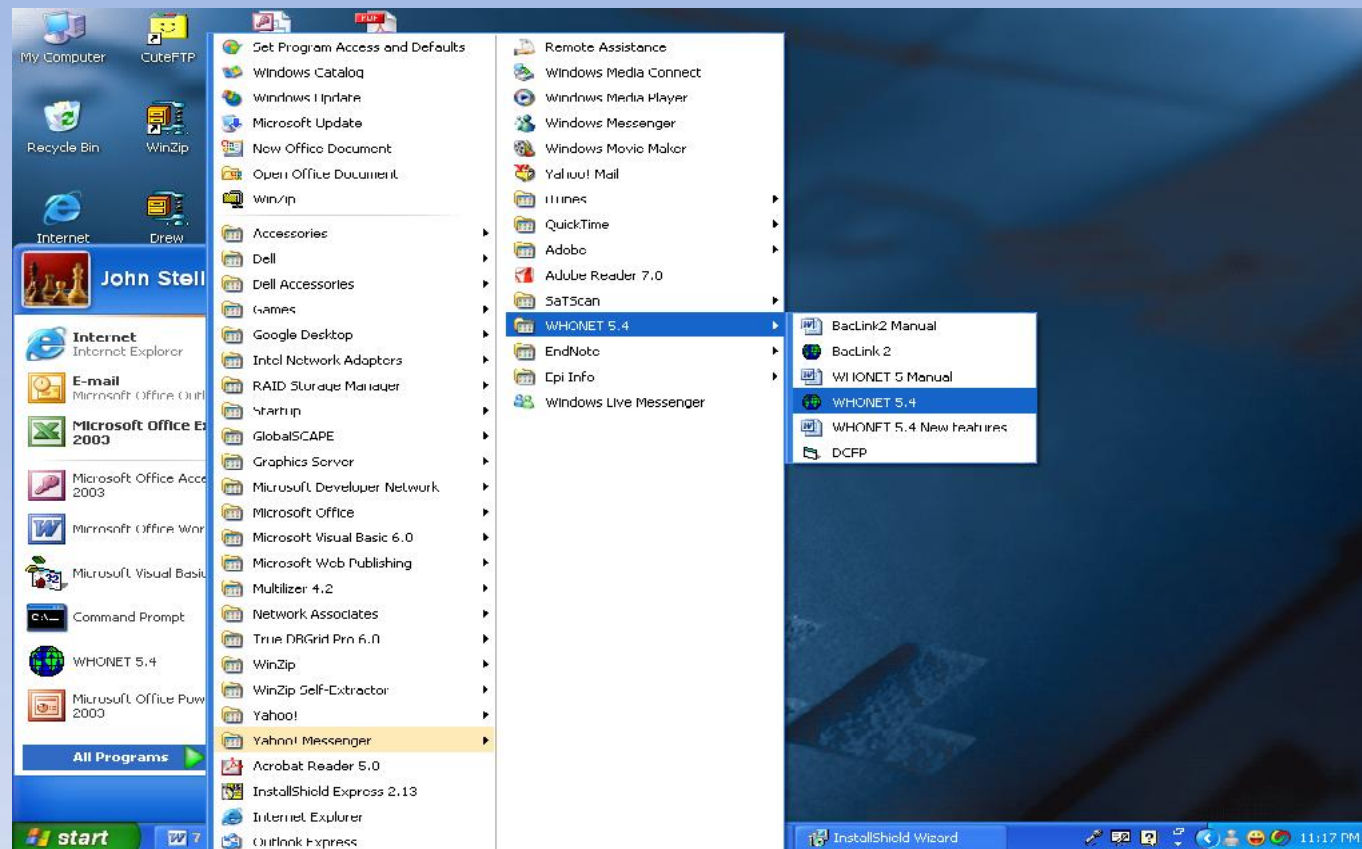 My Computer
CuteFTP
Recycle Bin
WinZip
Internet
Drew
John Stell
Internet
Internet Explorer
E-mail
Microsoft Office Outl
Microsoft Office Ex
2003
Microsoft Office Acce
2003
Microsoft Office Wor
Microsoft Visual Basic
Command Prompt
WHONET 5.4
Microsoft Office Pow
2003
All Programs
start
7
Set Program Access and Defaults
Windows Catalog
Windows Update
Microsoft Update
New Office Document
Open Office Document
WinZip
Accessories
Dell
Dell Accessories
Games
Google Desktop
Intel Network Adapters
RAID Storage Manager
Startup
GlobalSCAPE
Graphics Server
Microsoft Developer Network
Microsoft Office
Microsoft Visual Basic 6.0
Microsoft Web Publishing
Multilizer 4.2
Network Associates
True DBGrid Pro 6.0
WinZip
WinZip Self-Extractor
Yahoo!
Yahoo! Messenger
Acrobat Reader 5.0
InstallShield Express 2.13
Internet Explorer
Outlook Express
Remote Assistance
Windows Media Connect
Windows Media Player
Windows Messenger
Windows Movie Maker
Yahoo! Mail
iTunes
QuickTime
Adobe
Adobe Reader 7.0
SaTScan
WHONET 5.4
EndNote
Epi Info
Windows Live Messenger
BacLink2 Manual
BacLink 2
WHONET 5 Manual
WHONET 5.4
WHONET 5.4 New features
DCFP
InstallShield Wizard
11:17 PM